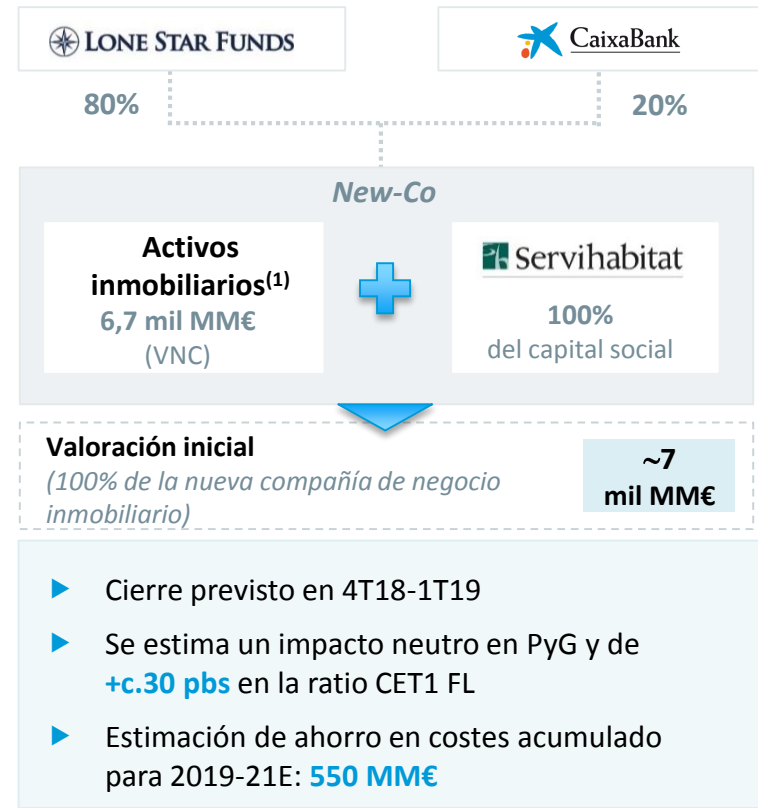 LONE STAR FUNDS
CaixaBank
80%
20%
New-Co
Activos
inmobiliarios(1)
6,7 mil MM€
(VNC)
Servihabitat
100%
del capital social
Valoración inicial
(100% de la nueva compañía de negocio
inmobiliario)
~7
mil MM€
Cierre previsto en 4T18-1T19
Se estima un impacto neutro en PyG y de
+c.30 pbs en la ratio CET1 FL
Estimación de ahorro en costes acumulado
para 2019-21E: 550 MM€